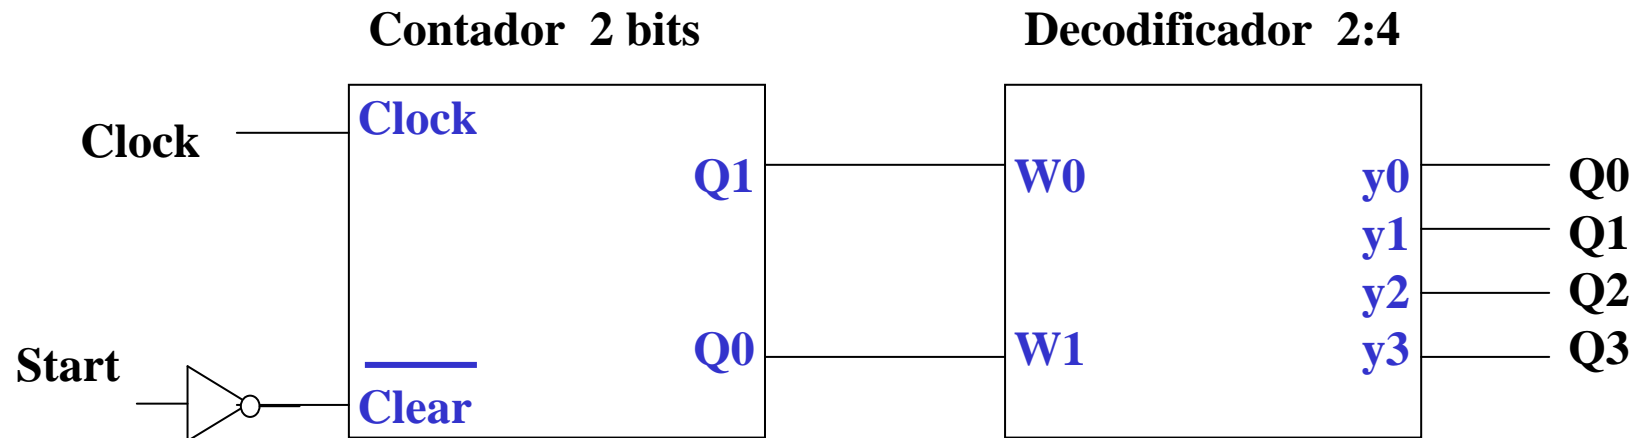 Contador 2 bits
Decodificador 2:4
Clock
Clock
Q1
W0
y0
Q0
y1
Q1
y2
Q2
Start
Q0
W1
y3
Q3
Clear